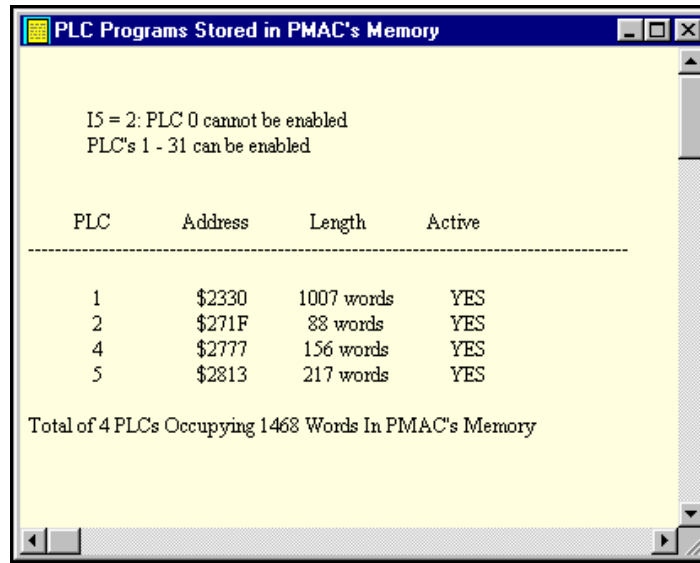 PLC Programs Stored in PMAC's Memory
I5 = 2: PLC 0 cannot be enabled
PLC's 1 - 31 can be enabled
PLC Address Length Active
1 $2330 1007 words YES
2 $271F 88 words YES
4 $2777 156 words YES
5 $2813 217 words YES
Total of 4 PLCs Occupying 1468 Words In PMAC's Memory